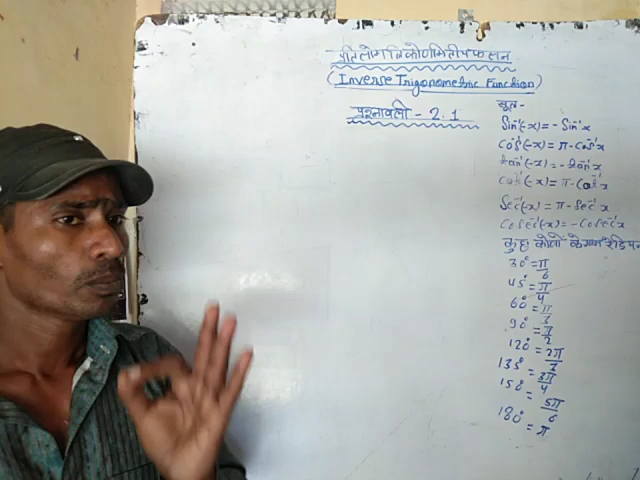 प्रतिलोम त्रिकोणमितीय फलन
(Inverse Trigonometric Function)
प्रश्नावली - 2.1
सूत्र -
Sin⁻¹(-x) = - Sin⁻¹x
Cos⁻¹(-x) = π - Cos⁻¹x
tan⁻¹(-x) = - tan⁻¹x
Cot⁻¹(-x) = π - Cot⁻¹x
Sec⁻¹(-x) = π - Sec⁻¹x
Cosec⁻¹(-x) = - Cosec⁻¹x
कुछ कोणों के मान रेडियन
30° = π/6
45° = π/4
60° = π/3
90° = π/2
120° = 2π/3
135° = 3π/4
150° = 5π/6
180° = π